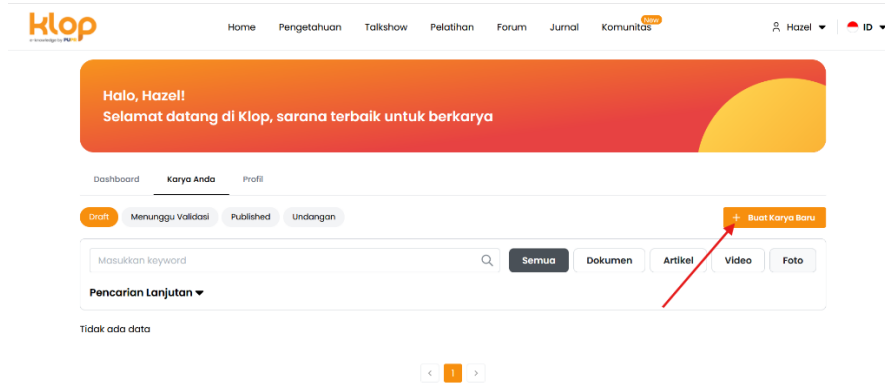 Klop
Home Pengetahuan Talkshow Pelatihan Forum Jurnal Komunitas New Hazel ID
Halo, Hazel!
Selamat datang di Klop, sarana terbaik untuk berkarya
Dashboard Karya Anda Profil
Draft Menunggu Validasi Published Undangan + Buat Karya Baru
Masukkan keyword Semua Dokumen Artikel Video Foto
Pencarian Lanjutan
Tidak ada data
< 1 >